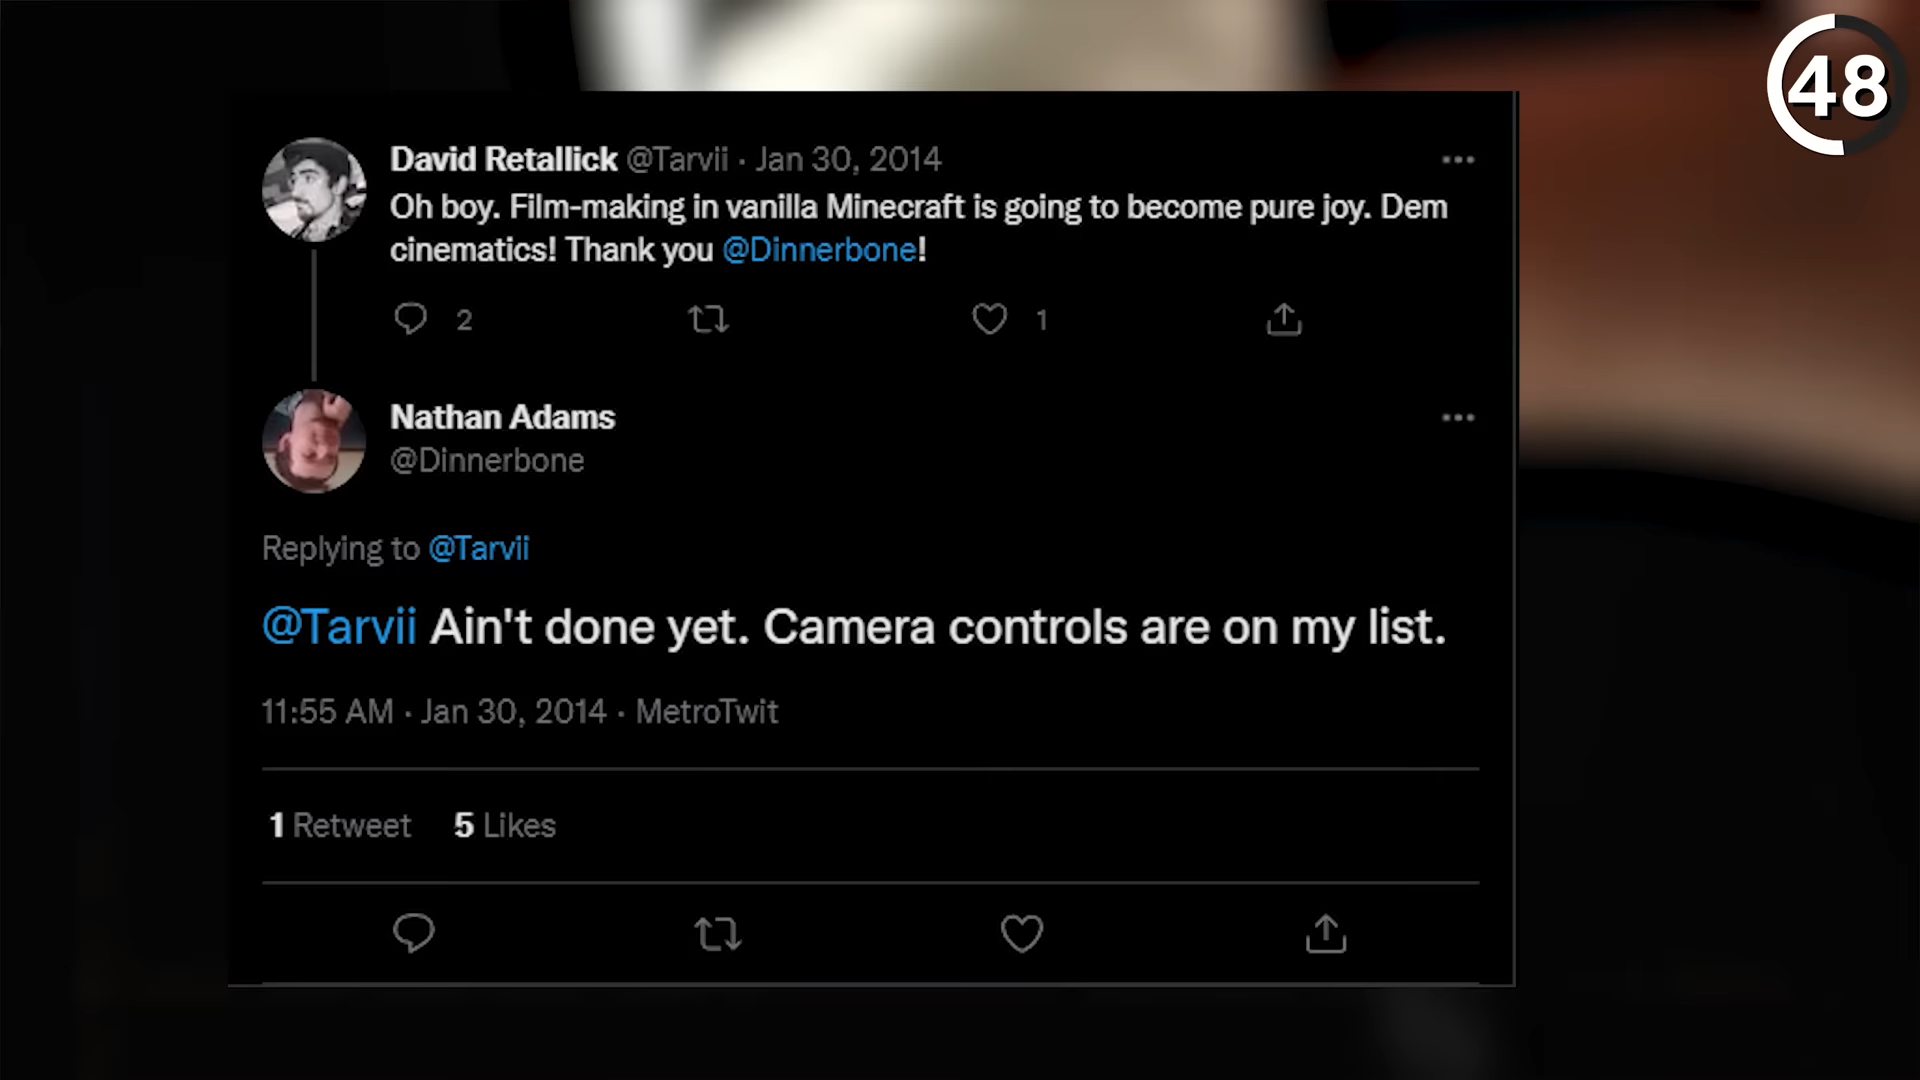 48
David Retallick @Tarvii · Jan 30, 2014
Oh boy. Film-making in vanilla Minecraft is going to become pure joy. Dem
cinematics! Thank you @Dinnerbone!
2 1
Nathan Adams
@Dinnerbone
Replying to @Tarvii
@Tarvii Ain't done yet. Camera controls are on my list.
11:55 AM · Jan 30, 2014 · MetroTwit
1 Retweet 5 Likes